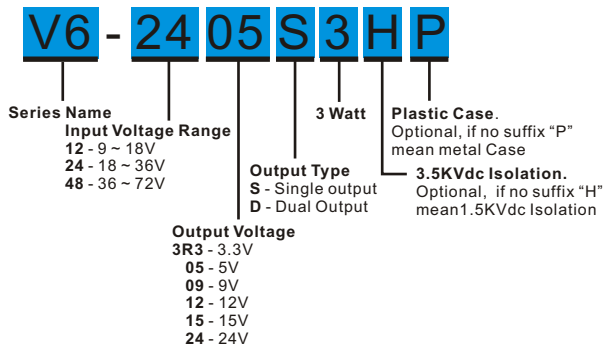 V6 - 24 05 S 3 H P
Series Name
Input Voltage Range
12 - 9 ~ 18V
24 - 18 ~ 36V
48 - 36 ~ 72V
Output Voltage
3R3 - 3.3V
05 - 5V
09 - 9V
12 - 12V
15 - 15V
24 - 24V
Output Type
S - Single output
D - Dual Output
3 Watt
3.5KVdc Isolation.
Optional, if no suffix “H”
mean1.5KVdc Isolation
Plastic Case.
Optional, if no suffix “P”
mean metal Case